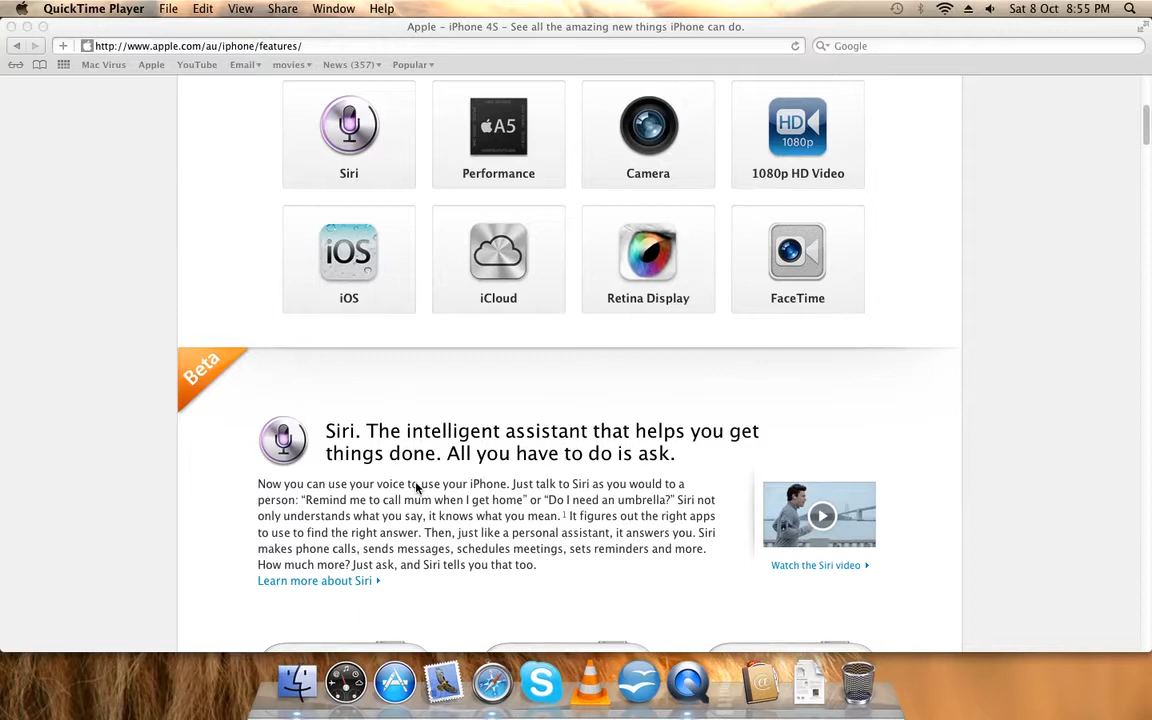 QuickTime Player File Edit View Share Window Help Sat 8 Oct 8:55 PM
Apple - iPhone 4S - See all the amazing new things iPhone can do.
http://www.apple.com/au/iphone/features/ Google
Mac Virus Apple YouTube Email movies News (357) Popular
A5 HD 1080p
Siri Performance Camera 1080p HD Video
iOS
iOS iCloud Retina Display FaceTime
Beta
Siri. The intelligent assistant that helps you get
things done. All you have to do is ask.
Now you can use your voice to use your iPhone. Just talk to Siri as you would to a
person: “Remind me to call mum when I get home” or “Do I need an umbrella?” Siri not
only understands what you say, it knows what you mean.1 It figures out the right apps
to use to find the right answer. Then, just like a personal assistant, it answers you. Siri
makes phone calls, sends messages, schedules meetings, sets reminders and more.
How much more? Just ask, and Siri tells you that too.
Learn more about Siri
Watch the Siri video